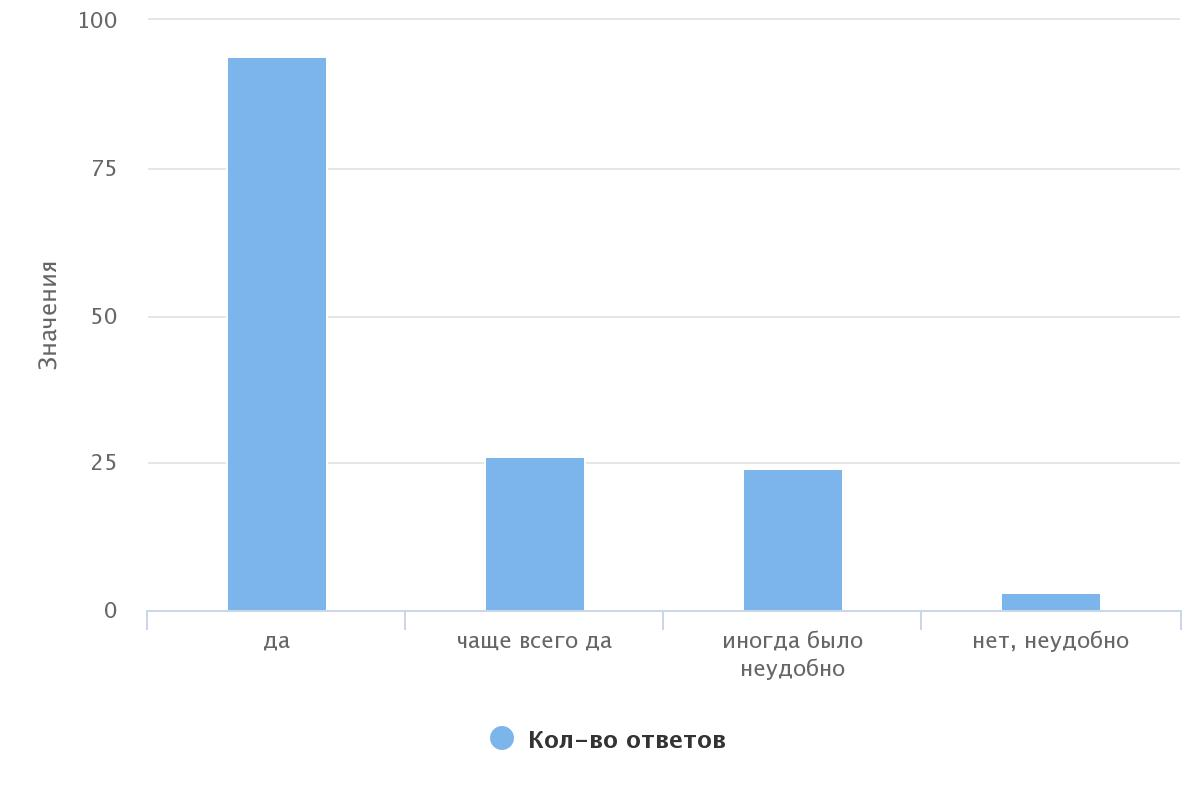 100
75
50
25
0
Значения
да
чаще всего да
иногда было
неудобно
нет, неудобно
Кол-во ответов